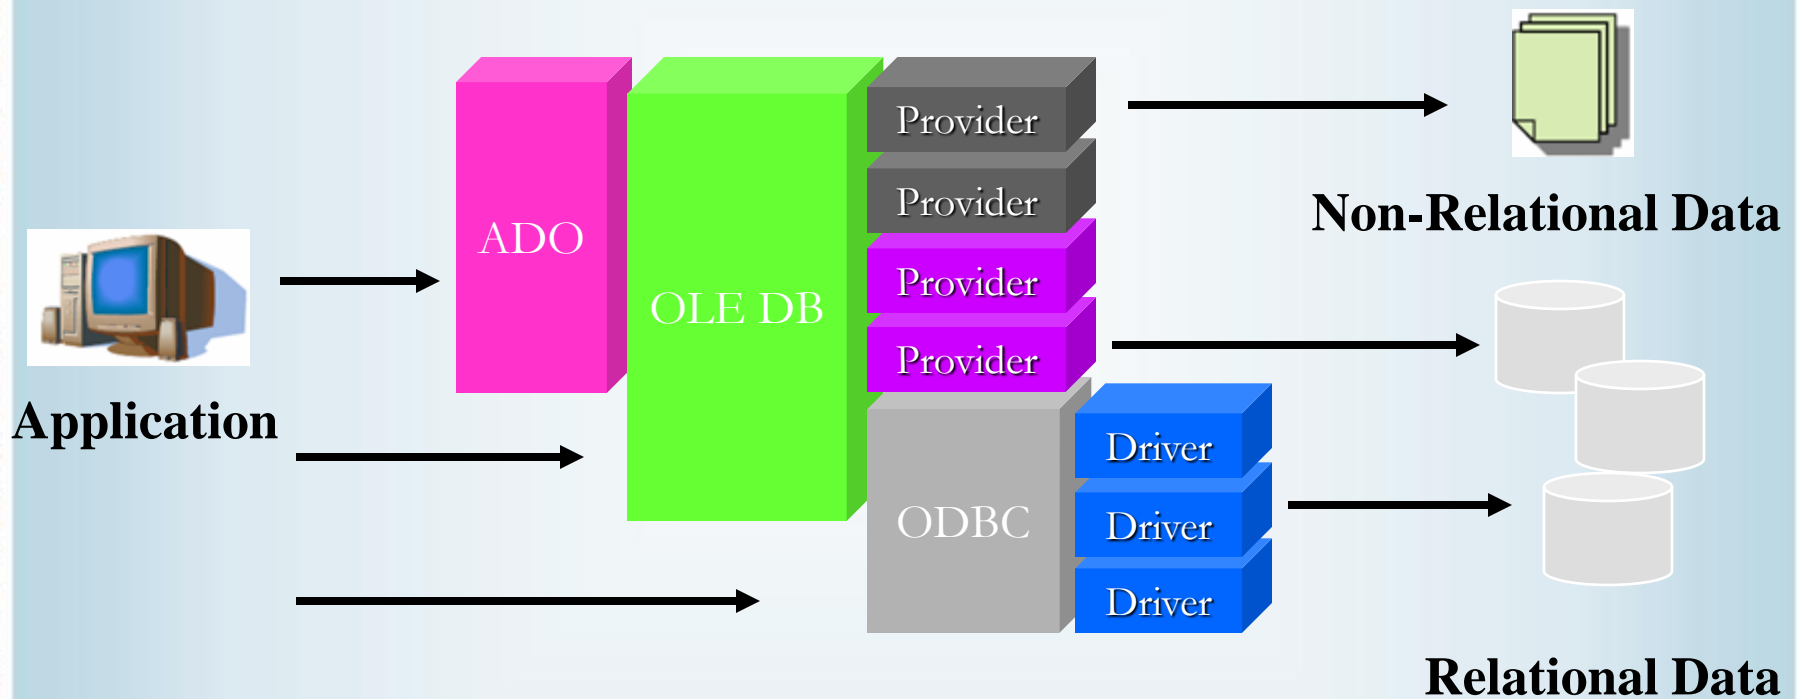 Provider
Provider
Non-Relational Data
ADO
Provider
OLE DB
Provider
Application
Driver
ODBC
Driver
Driver
Relational Data